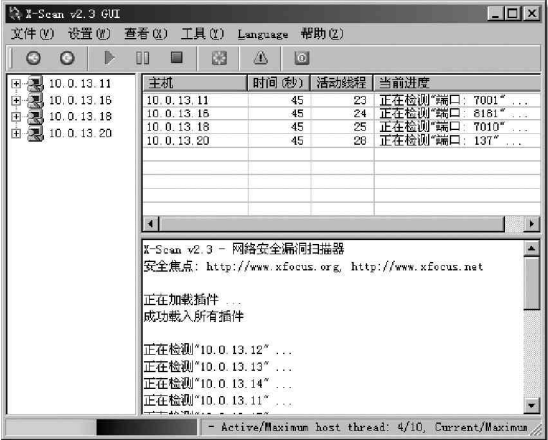 X-Scan v2.3 GUI
文件(V) 设置(W) 查看(X) 工具(Y) Language 帮助(Z)
10.0.13.11
10.0.13.16
10.0.13.18
10.0.13.20
主机 时间(秒) 活动线程 当前进度
10.0.13.11 45 23 正在检测"端口: 7001" ...
10.0.13.16 45 24 正在检测"端口: 8181" ...
10.0.13.18 45 25 正在检测"端口: 7010" ...
10.0.13.20 45 28 正在检测"端口: 137" ...
X-Scan v2.3 - 网络安全漏洞扫描器
安全焦点: http://www.xfocus.org, http://www.xfocus.net
正在加载插件 ...
成功载入所有插件
正在检测"10.0.13.12" ...
正在检测"10.0.13.13" ...
正在检测"10.0.13.14" ...
正在检测"10.0.13.11" ...
- Active/Maximum host thread: 4/10, Current/Maximum